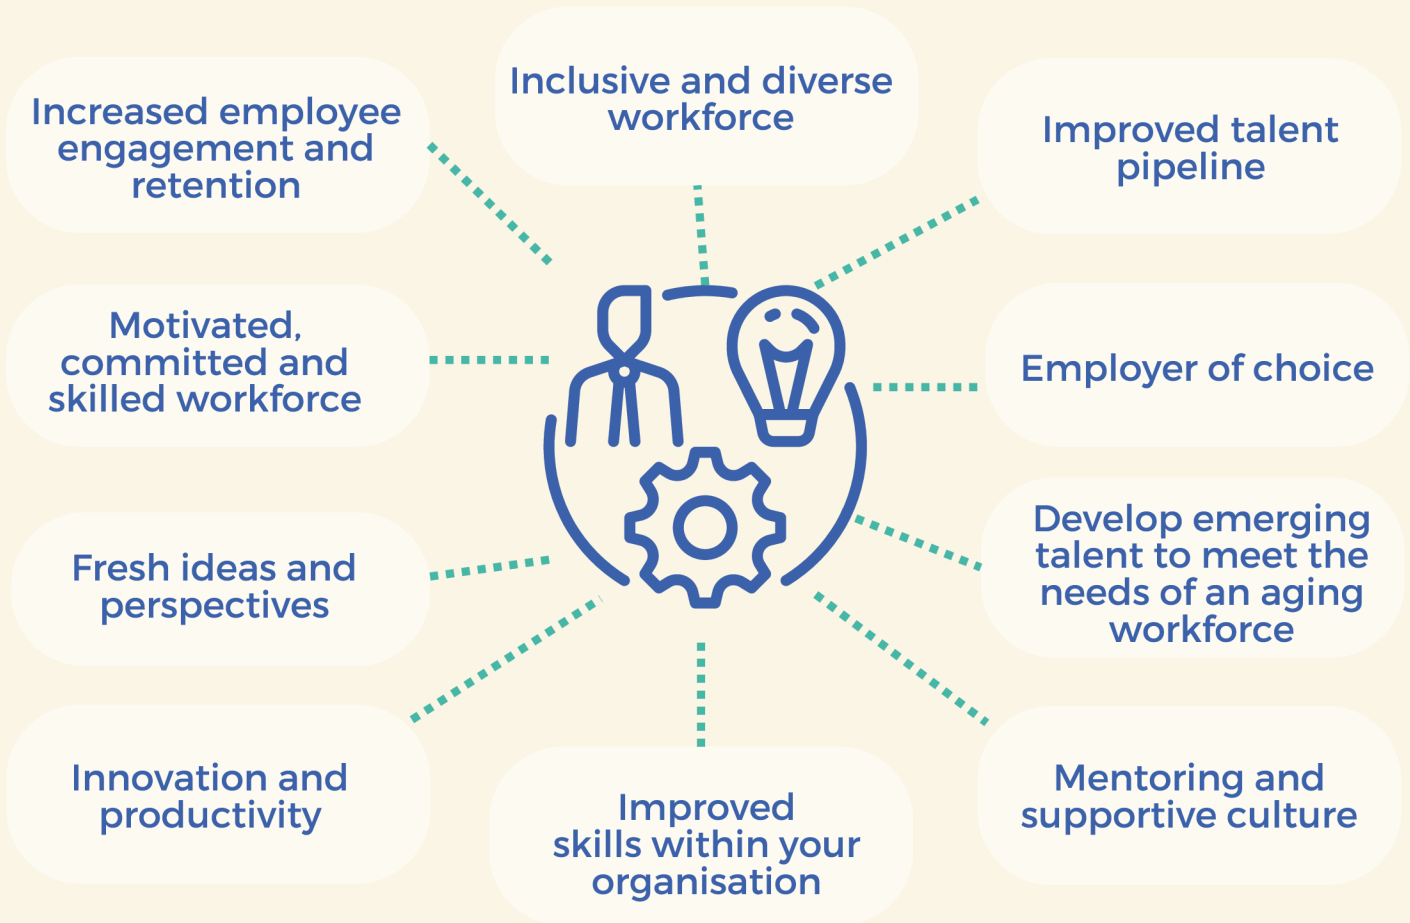 Inclusive and diverse
workforce
Increased employee
engagement and
retention
Improved talent
pipeline
Motivated,
committed and
skilled workforce
Employer of choice
Fresh ideas and
perspectives
Develop emerging
talent to meet the
needs of an aging
workforce
Innovation and
productivity
Improved
skills within your
organisation
Mentoring and
supportive culture